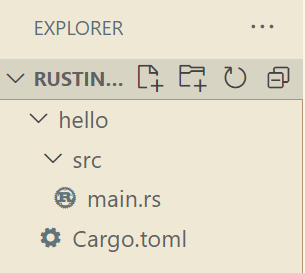 EXPLORER ...
RUSTIN...
hello
src
main.rs
Cargo.toml